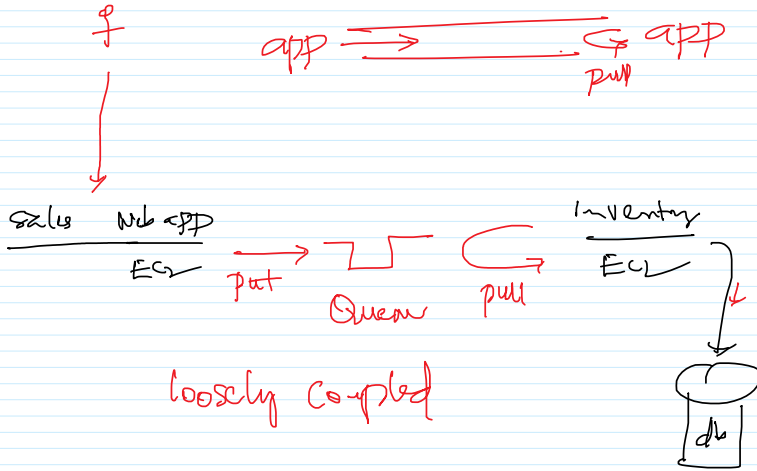 app app
pull
Sales Web app
EC2
put
Queue
pull
Inventory
EC2
loosely coupled
db